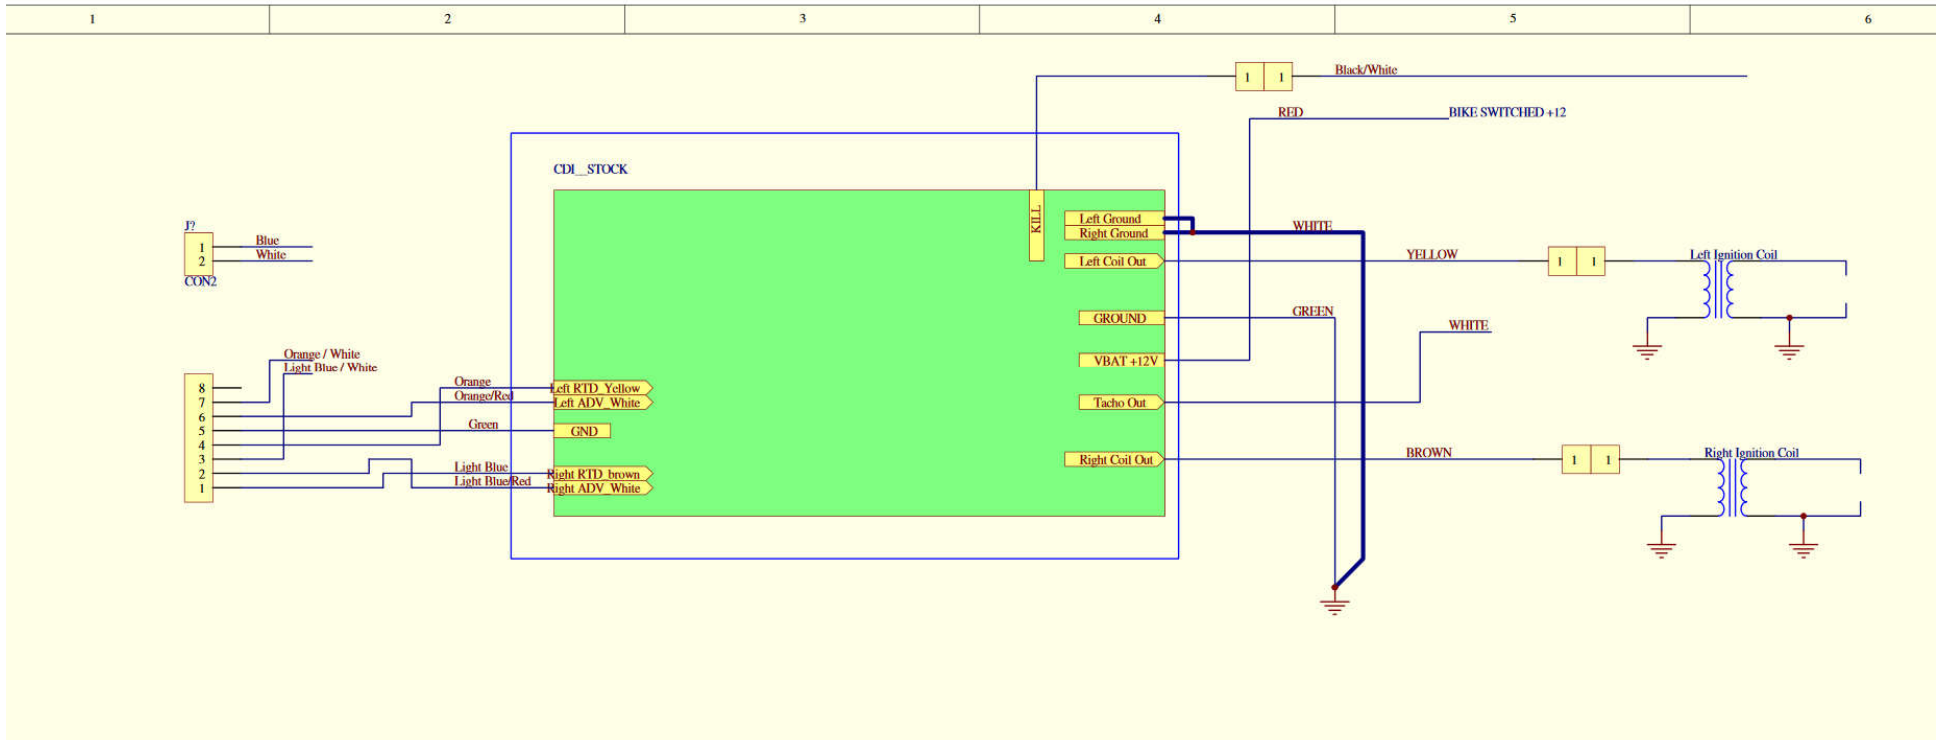 1 2 3 4 5 6
1 1 Black/White
RED BIKE SWITCHED +12
CDI__STOCK
KILL
Left Ground
Right Ground WHITE
Left Coil Out YELLOW 1 1 Left Ignition Coil
GROUND GREEN
WHITE
VBAT +12V
Tacho Out
Right Coil Out BROWN 1 1 Right Ignition Coil
J?
1 Blue
2 White
CON2
Orange / White
Light Blue / White
8
7
6
5
4
3
2
1
Orange Left RTD_Yellow
Orange/Red Left ADV_White
Green GND
Light Blue Right RTD_brown
Light Blue/Red Right ADV_White